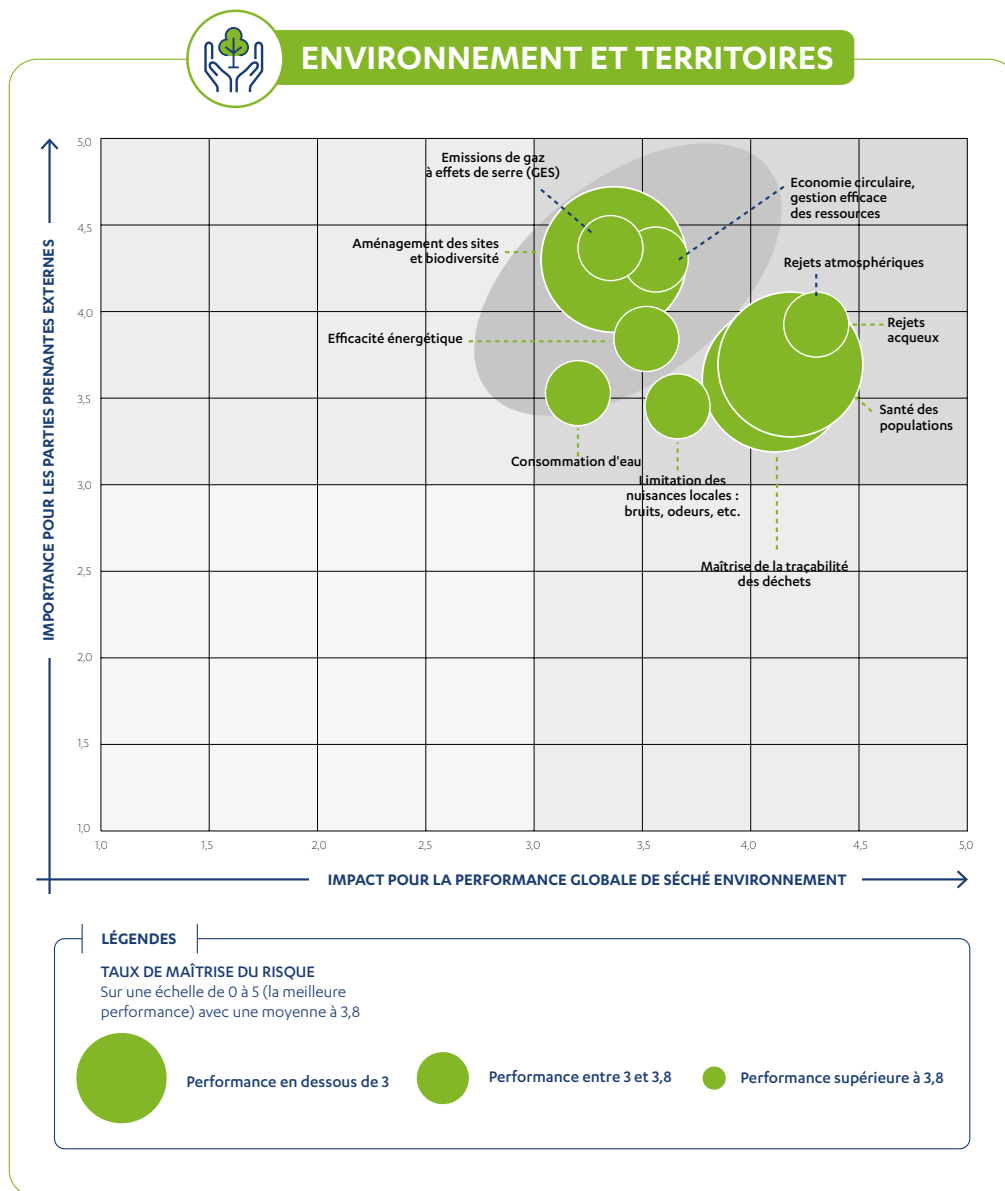 ENVIRONNEMENT ET TERRITOIRES
IMPORTANCE POUR LES PARTIES PRENANTES EXTERNES
5,0
4,5
4,0
3,5
3,0
2,5
2,0
1,5
1,0
Emissions de gaz
à effets de serre (GES)
Economie circulaire,
gestion efficace
des ressources
Aménagement des sites
et biodiversité
Rejets atmosphériques
Efficacité énergétique
Rejets
acqueux
Santé des
populations
Consommation d'eau
Limitation des
nuisances locales :
bruits, odeurs, etc.
Maîtrise de la traçabilité
des déchets
1,0
1,5
2,0
2,5
3,0
3,5
4,0
4,5
5,0
IMPACT POUR LA PERFORMANCE GLOBALE DE SÉCHÉ ENVIRONNEMENT
LÉGENDES
TAUX DE MAÎTRISE DU RISQUE
Sur une échelle de 0 à 5 (la meilleure
performance) avec une moyenne à 3,8
Performance en dessous de 3
Performance entre 3 et 3,8
Performance supérieure à 3,8